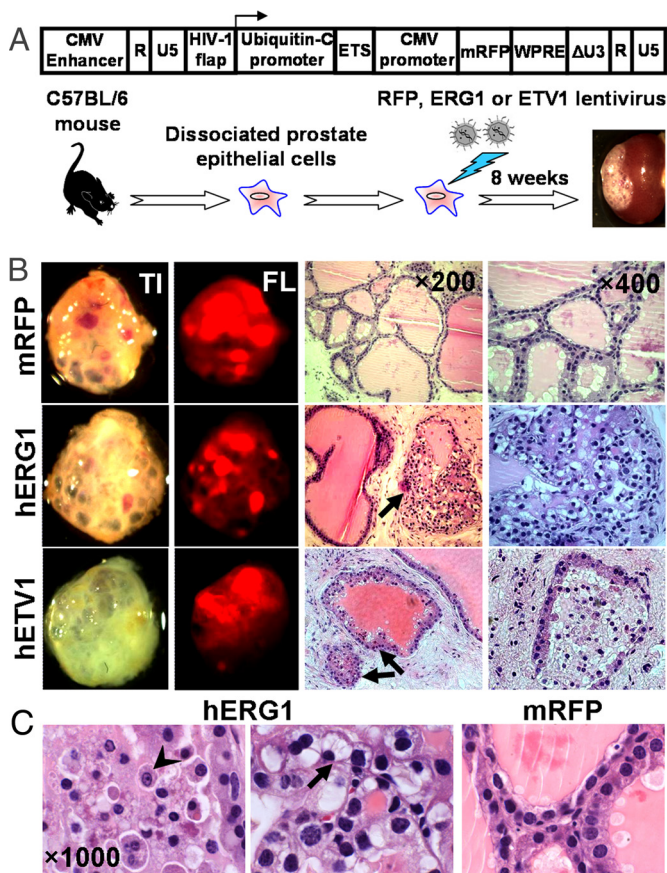 A
CMV Enhancer R U5 HIV-1 flap Ubiquitin-C promoter ETS CMV promoter mRFP WPRE ΔU3 R U5
C57BL/6 mouse
RFP, ERG1 or ETV1 lentivirus
Dissociated prostate epithelial cells
8 weeks
B
TI FL ×200 ×400
mRFP
hERG1
hETV1
C
hERG1 mRFP
×1000